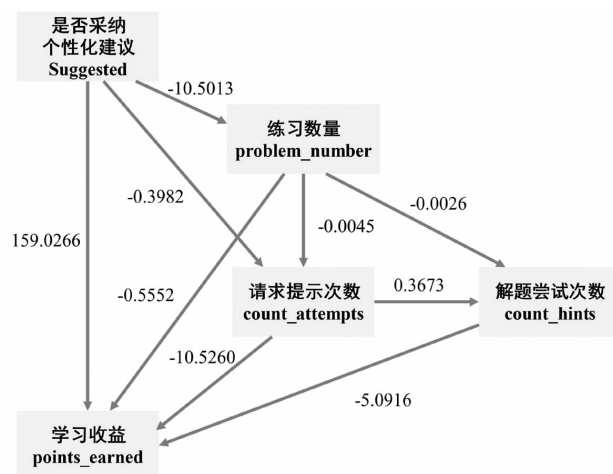 是否采纳
个性化建议
Suggested
-10.5013
练习数量
problem_number
-0.3982
-0.0045
-0.0026
159.0266
-0.5552
请求提示次数
count_attempts
0.3673
解题尝试次数
count_hints
-10.5260
-5.0916
学习收益
points_earned